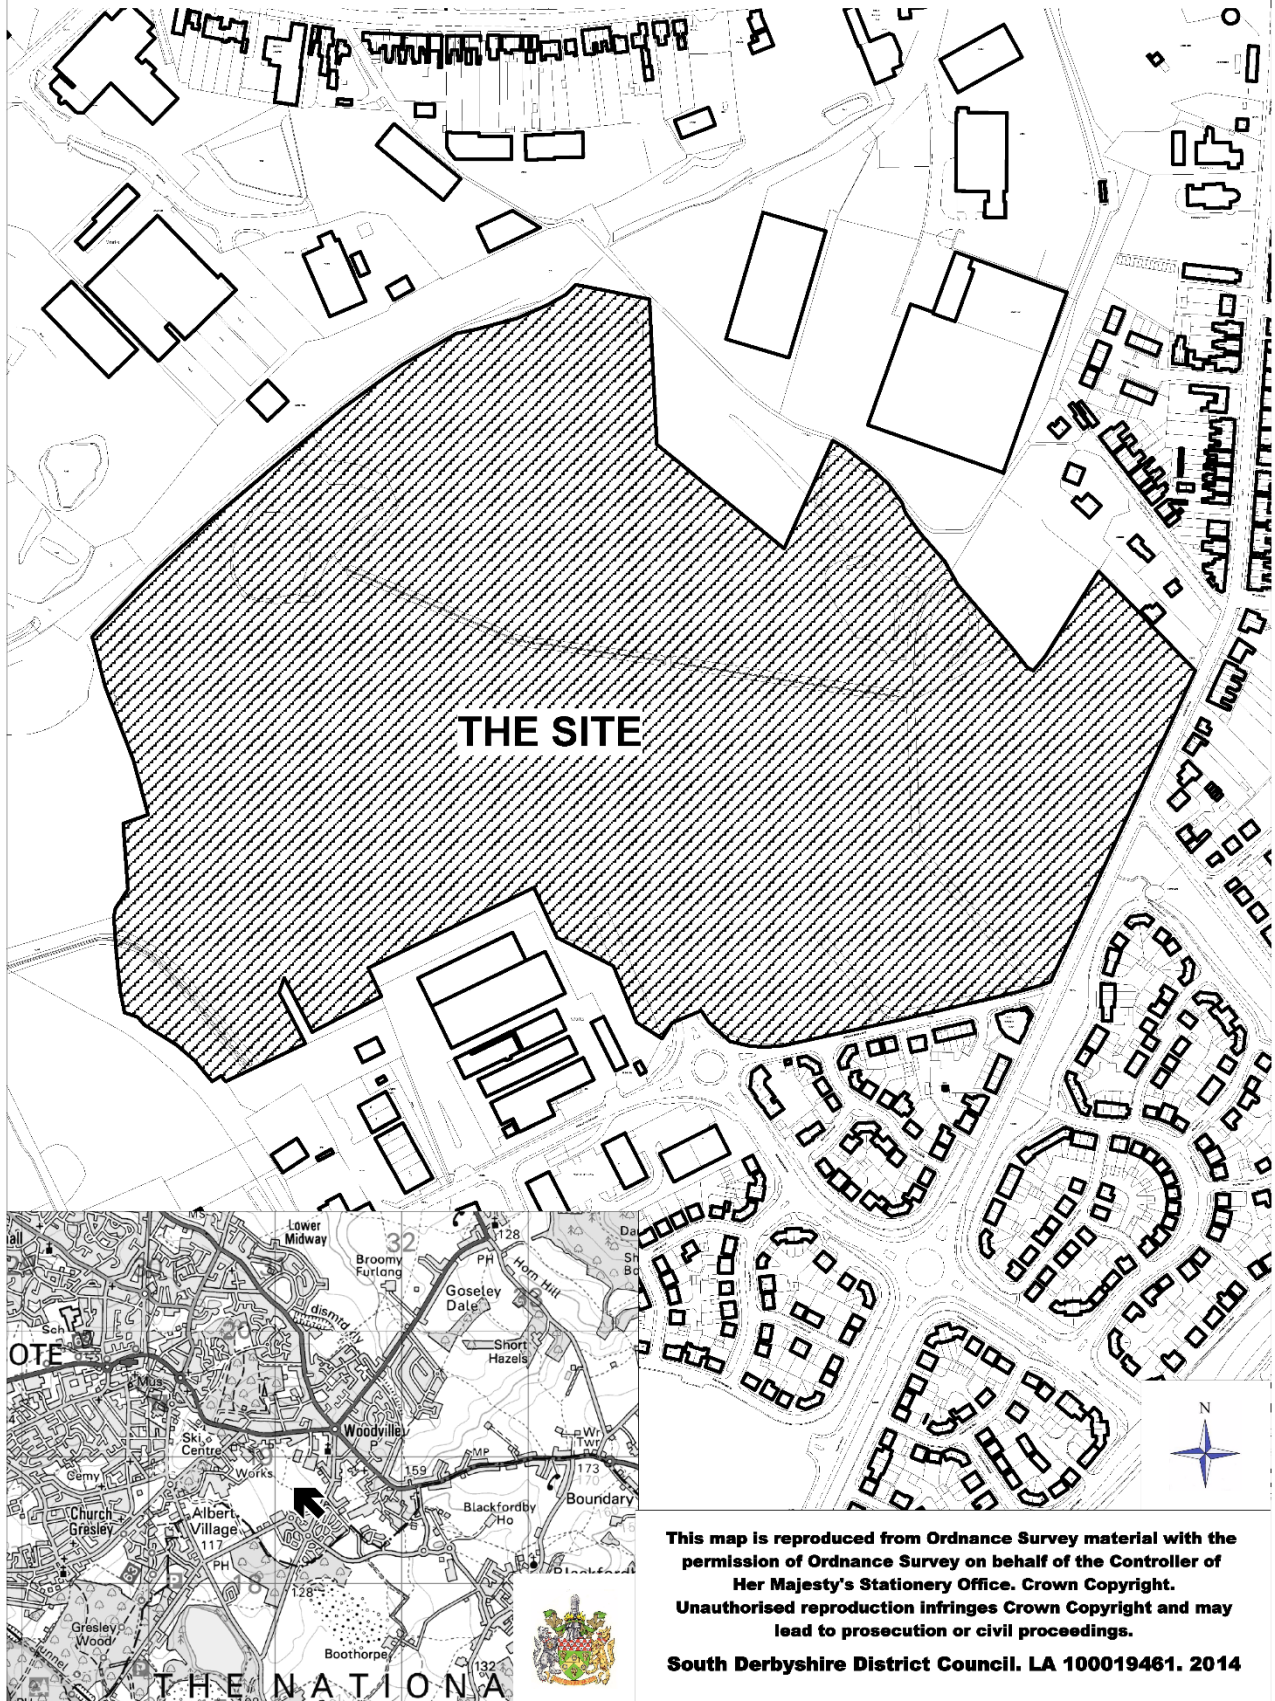 THE SITE
Lower
Midway
MS
32
Broomy
Furlong
128
PH
Horn Hill
Goseley
Dale
Short
Hazels
dismtd rly
Sch
OTE
Mus
Ski
Centre
Works
Woodville
P
MP
159
Wr
Twr
173
170
Cemy
Church
Gresley
Albert
Village
117
PH
Blackfordby
Ho
Boundary
160
18
128
Gresley
Wood
Boothorpe
132
THE NATIONA
N
This map is reproduced from Ordnance Survey material with the
permission of Ordnance Survey on behalf of the Controller of
Her Majesty's Stationery Office. Crown Copyright.
Unauthorised reproduction infringes Crown Copyright and may
lead to prosecution or civil proceedings.
South Derbyshire District Council. LA 100019461. 2014